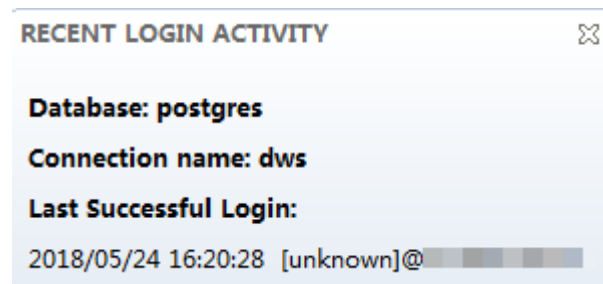 RECENT LOGIN ACTIVITY
Database: postgres
Connection name: dws
Last Successful Login:
2018/05/24 16:20:28 [unknown]@